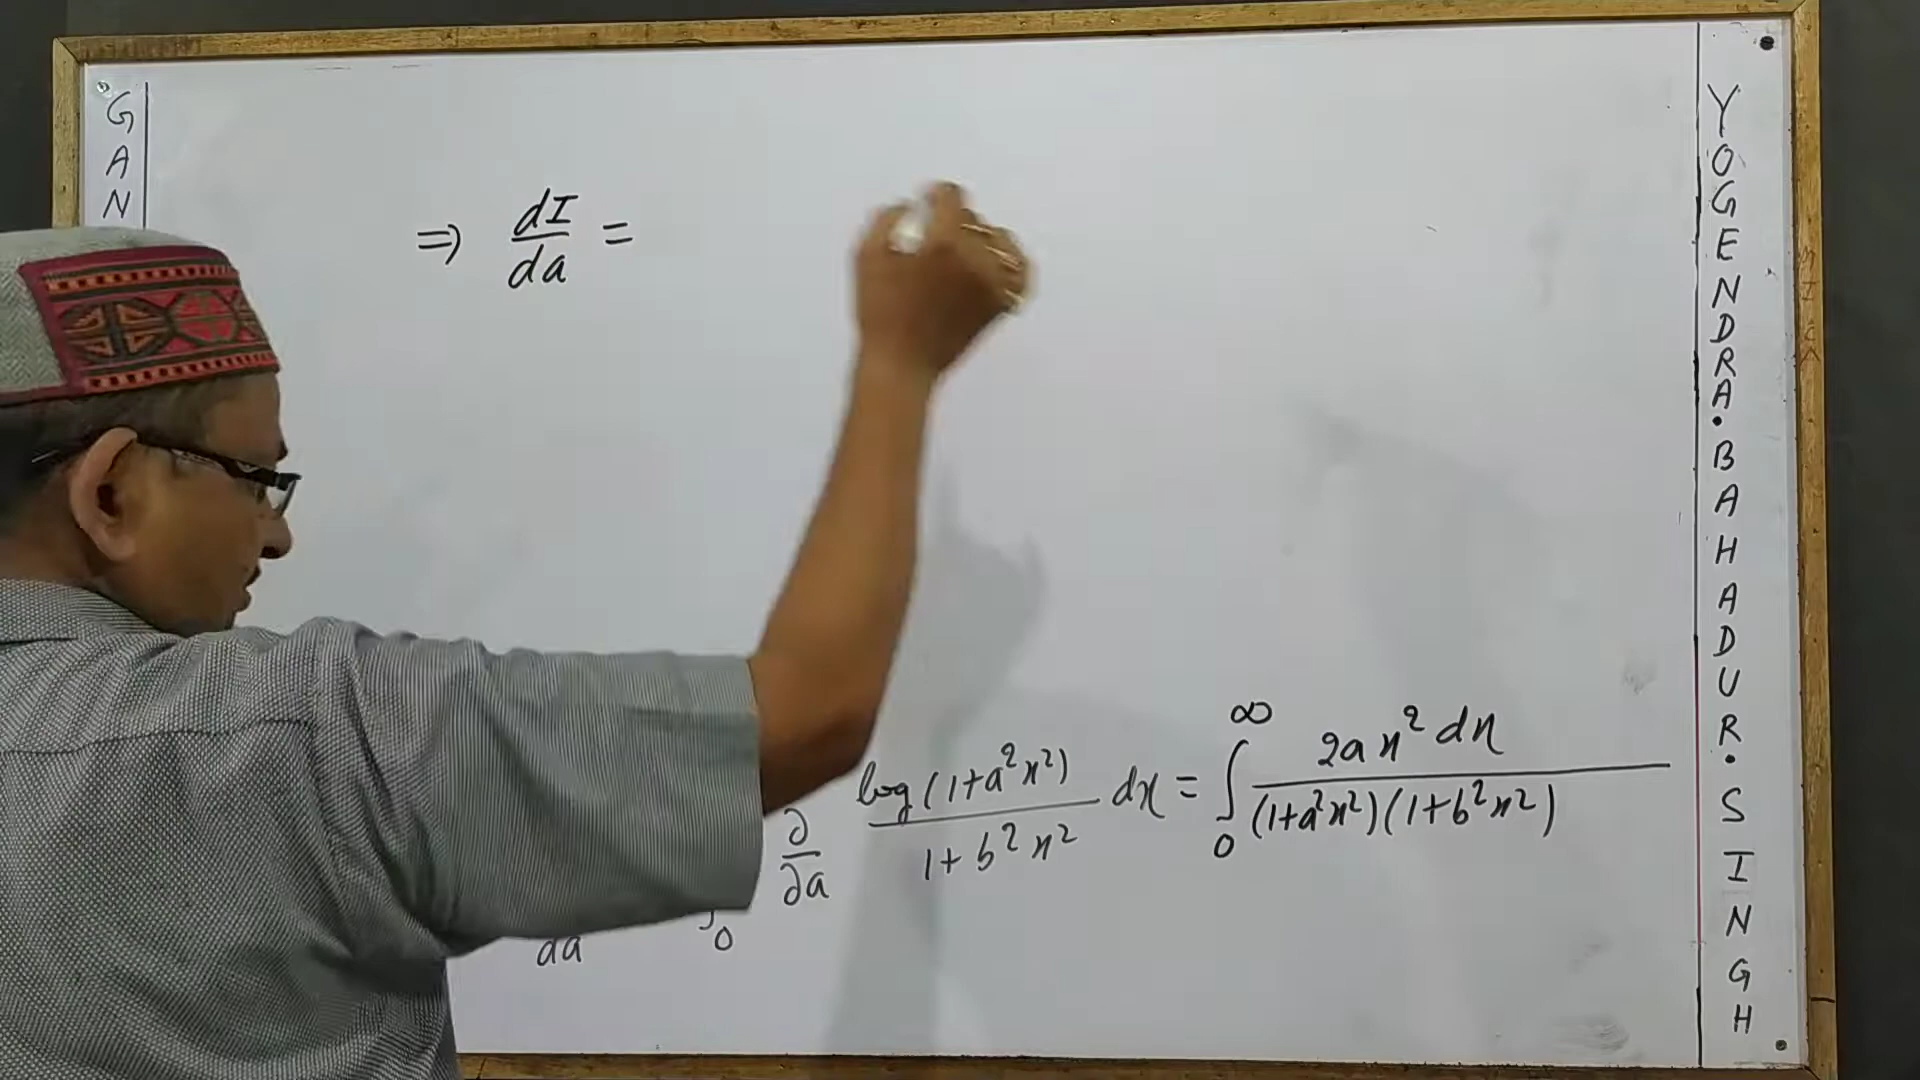 GAN
⇒ dI/da =
∂/∂a log(1+a²x²)/(1+b²x²) dx = ∫₀^∞ 2ax² dx/((1+a²x²)(1+b²x²))
da ∫₀
YOGENDRA.BAHADUR.SINGH